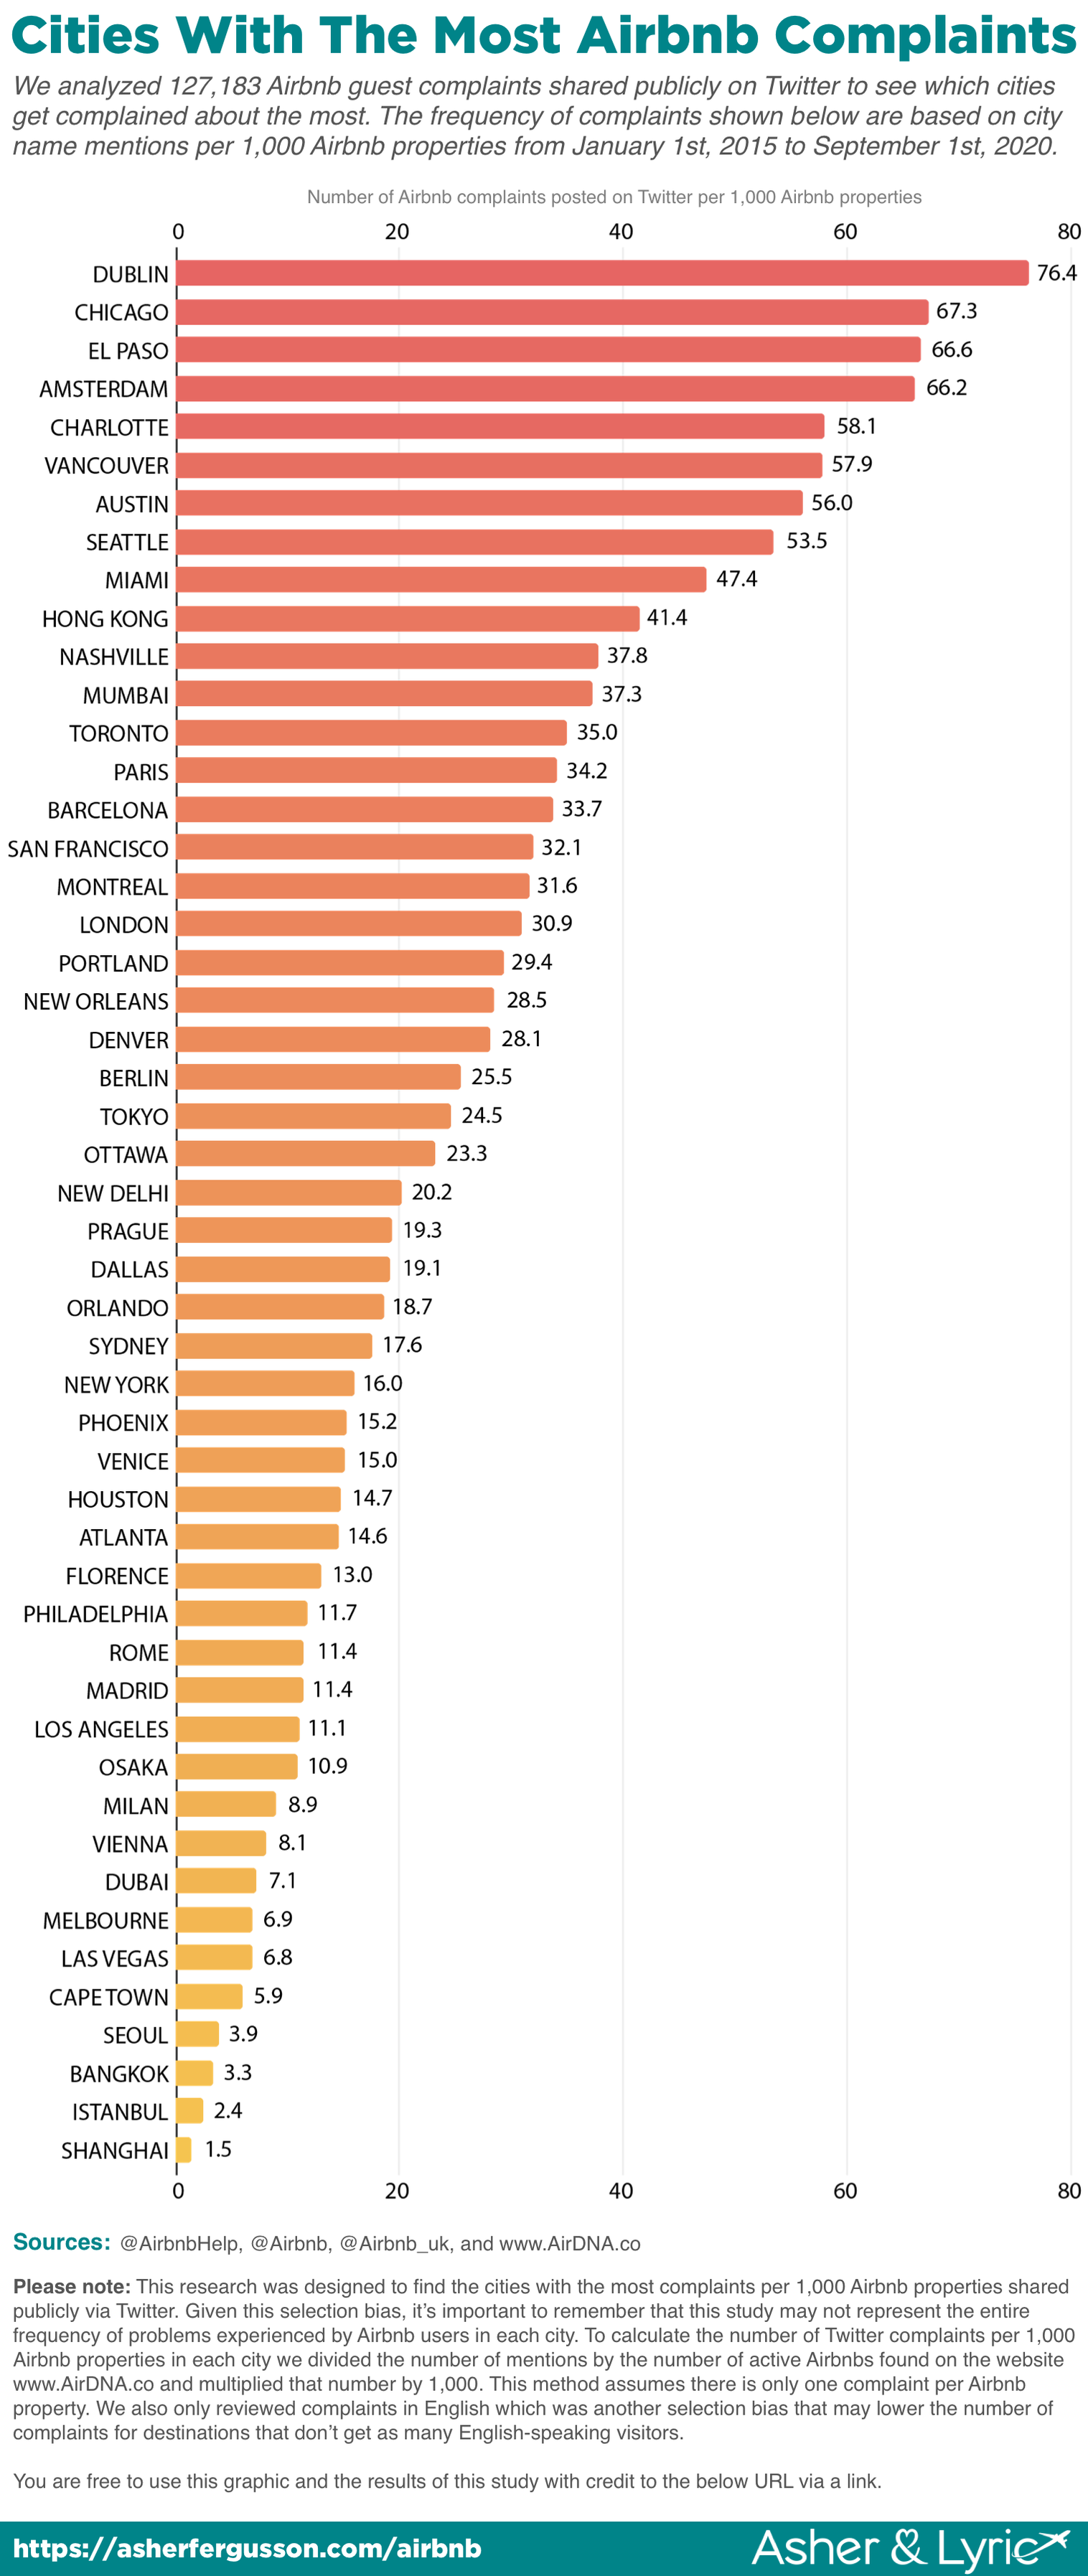 Cities With The Most Airbnb Complaints
We analyzed 127,183 Airbnb guest complaints shared publicly on Twitter to see which cities
get complained about the most. The frequency of complaints shown below are based on city
name mentions per 1,000 Airbnb properties from January 1st, 2015 to September 1st, 2020.
Number of Airbnb complaints posted on Twitter per 1,000 Airbnb properties
0 20 40 60 80
DUBLIN 76.4
CHICAGO 67.3
EL PASO 66.6
AMSTERDAM 66.2
CHARLOTTE 58.1
VANCOUVER 57.9
AUSTIN 56.0
SEATTLE 53.5
MIAMI 47.4
HONG KONG 41.4
NASHVILLE 37.8
MUMBAI 37.3
TORONTO 35.0
PARIS 34.2
BARCELONA 33.7
SAN FRANCISCO 32.1
MONTREAL 31.6
LONDON 30.9
PORTLAND 29.4
NEW ORLEANS 28.5
DENVER 28.1
BERLIN 25.5
TOKYO 24.5
OTTAWA 23.3
NEW DELHI 20.2
PRAGUE 19.3
DALLAS 19.1
ORLANDO 18.7
SYDNEY 17.6
NEW YORK 16.0
PHOENIX 15.2
VENICE 15.0
HOUSTON 14.7
ATLANTA 14.6
FLORENCE 13.0
PHILADELPHIA 11.7
ROME 11.4
MADRID 11.4
LOS ANGELES 11.1
OSAKA 10.9
MILAN 8.9
VIENNA 8.1
DUBAI 7.1
MELBOURNE 6.9
LAS VEGAS 6.8
CAPE TOWN 5.9
SEOUL 3.9
BANGKOK 3.3
ISTANBUL 2.4
SHANGHAI 1.5
0 20 40 60 80
Sources: @AirbnbHelp, @Airbnb, @Airbnb_uk, and www.AirDNA.co
Please note: This research was designed to find the cities with the most complaints per 1,000 Airbnb properties shared
publicly via Twitter. Given this selection bias, it’s important to remember that this study may not represent the entire
frequency of problems experienced by Airbnb users in each city. To calculate the number of Twitter complaints per 1,000
Airbnb properties in each city we divided the number of mentions by the number of active Airbnbs found on the website
www.AirDNA.co and multiplied that number by 1,000. This method assumes there is only one complaint per Airbnb
property. We also only reviewed complaints in English which was another selection bias that may lower the number of
complaints for destinations that don’t get as many English-speaking visitors.
You are free to use this graphic and the results of this study with credit to the below URL via a link.
https://asherfergusson.com/airbnb
Asher & Lyric